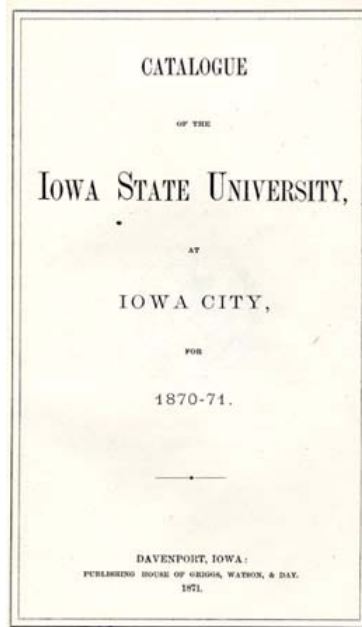 CATALOGUE
OF THE
IOWA STATE UNIVERSITY,
AT
IOWA CITY,
FOR
1870-71.
DAVENPORT, IOWA:
PUBLISHING HOUSE OF GRIGGS, WATSON, & DAY.
1871.